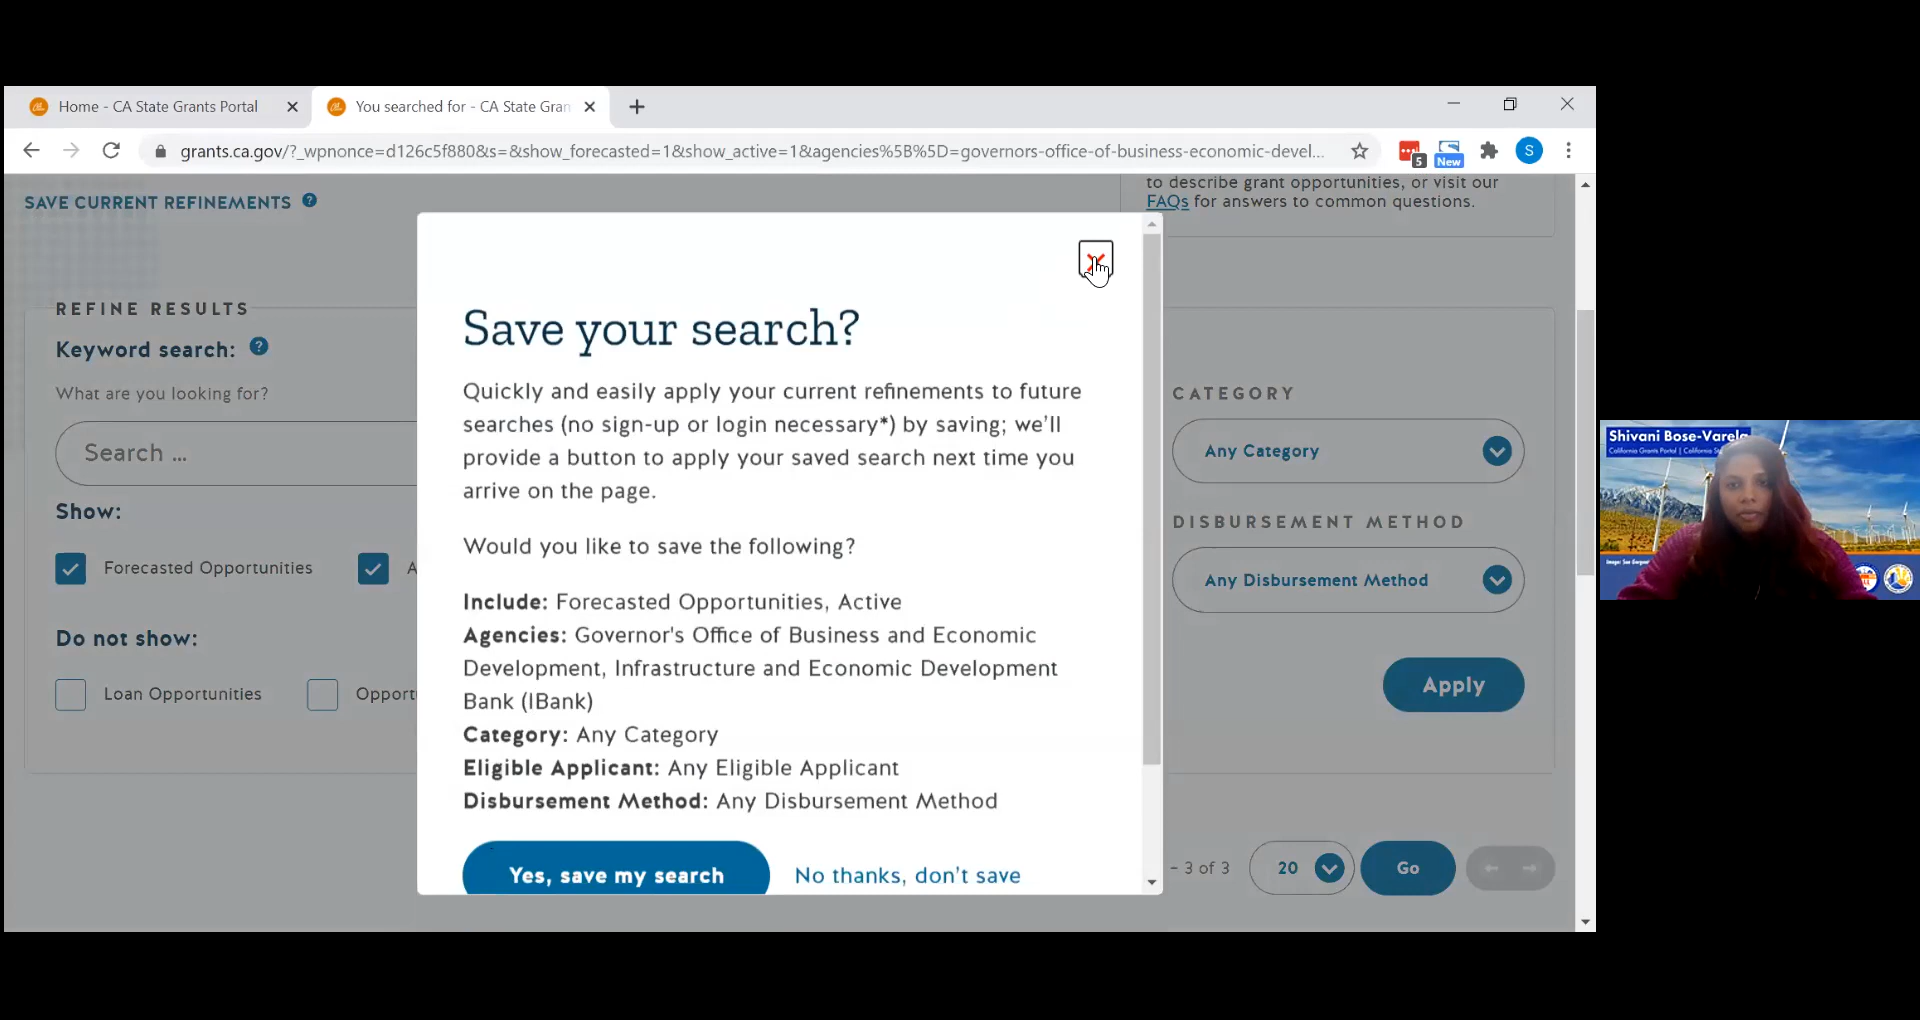 Home - CA State Grants Portal
You searched for - CA State Gran
grants.ca.gov/?_wpnonce=d126c5f880&s=&show_forecasted=1&show_active=1&agencies%5B%5D=governors-office-of-business-economic-devel...
5
New
S
SAVE CURRENT REFINEMENTS ?
to describe grant opportunities, or visit our
FAQs for answers to common questions.
REFINE RESULTS
Keyword search: ?
What are you looking for?
Search ...
Show:
Forecasted Opportunities
A
Do not show:
Loan Opportunities
Opport
Save your search?
Quickly and easily apply your current refinements to future
searches (no sign-up or login necessary*) by saving; we'll
provide a button to apply your saved search next time you
arrive on the page.
Would you like to save the following?
Include: Forecasted Opportunities, Active
Agencies: Governor's Office of Business and Economic
Development, Infrastructure and Economic Development
Bank (IBank)
Category: Any Category
Eligible Applicant: Any Eligible Applicant
Disbursement Method: Any Disbursement Method
Yes, save my search
No thanks, don't save
CATEGORY
Any Category
DISBURSEMENT METHOD
Any Disbursement Method
Apply
– 3 of 3
20
Go
Shivani Bose-Varela
California Grants Portal | California